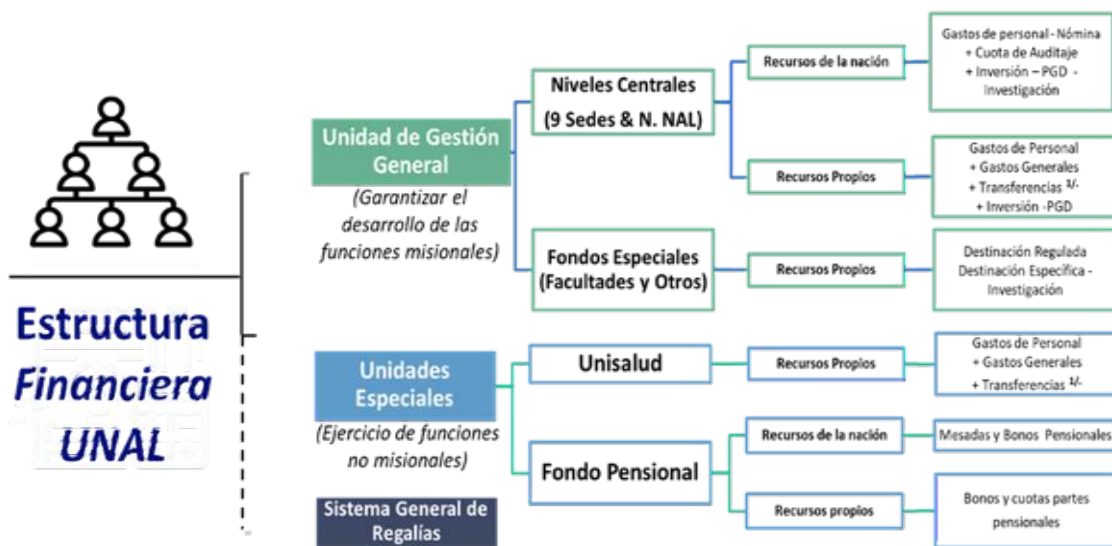 Estructura
Financiera
UNAL
Unidad de Gestión
General
(Garantizar el
desarrollo de las
funciones misionales)
Niveles Centrales
(9 Sedes & N. NAL)
Recursos de la nación
Gastos de personal - Nómina
+ Cuota de Auditaje
+ Inversión – PGD -
Investigación
Recursos Propios
Gastos de Personal
+ Gastos Generales
+ Transferencias 1/-
+ Inversión -PGD
Fondos Especiales
(Facultades y Otros)
Recursos Propios
Destinación Regulada
Destinación Específica -
Investigación
Unidades
Especiales
(Ejercicio de funciones
no misionales)
Unisalud
Recursos Propios
Gastos de Personal
+ Gastos Generales
+ Transferencias 1/-
Fondo Pensional
Recursos de la nación
Mesadas y Bonos Pensionales
Recursos propios
Bonos y cuotas partes
pensionales
Sistema General de
Regalías